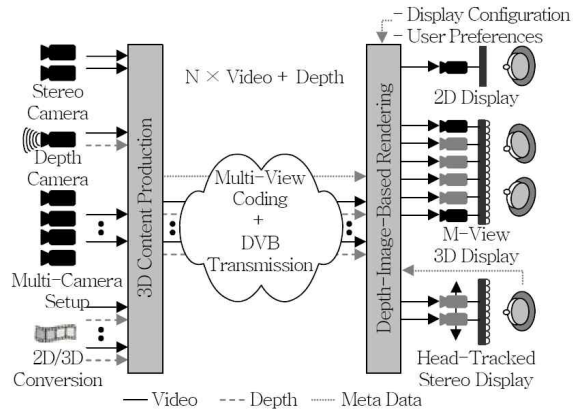 - Display Configuration
- User Preferences
N × Video + Depth
Stereo
Camera
Depth
Camera
Multi-Camera
Setup
2D/3D
Conversion
3D Content Production
Multi-View
Coding
+
DVB
Transmission
Depth-Image-Based Rendering
2D Display
M-View
3D Display
Head-Tracked
Stereo Display
Video
Depth
Meta Data